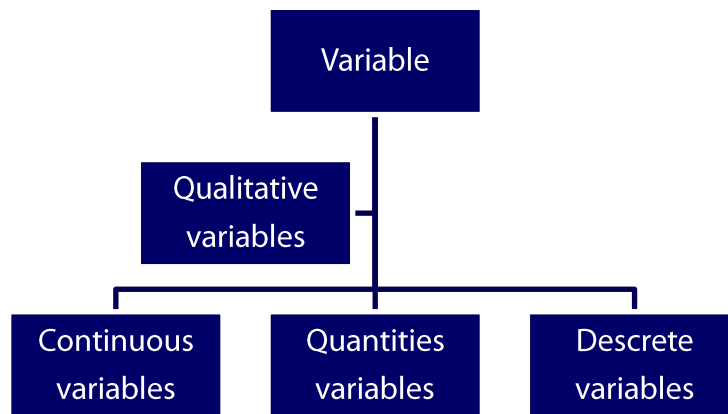 Variable
Qualitative
variables
Continuous
variables
Quantities
variables
Descrete
variables